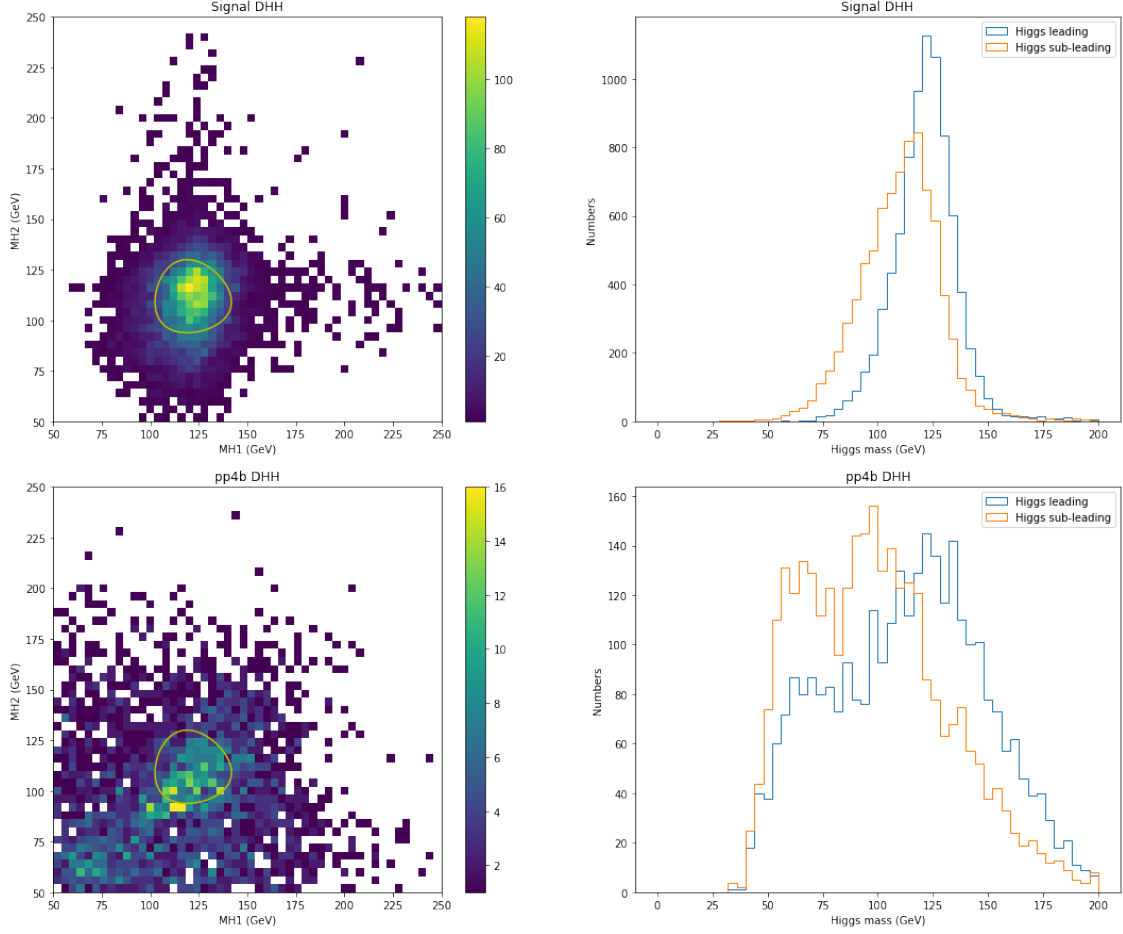 Signal DHH
250
225
200
175
150
125
100
75
50
MH2 (GeV)
50 75 100 125 150 175 200 225 250
MH1 (GeV)
100
80
60
40
20
Signal DHH
Higgs leading
Higgs sub-leading
1000
800
600
400
200
0
Numbers
0 25 50 75 100 125 150 175 200
Higgs mass (GeV)
pp4b DHH
250
225
200
175
150
125
100
75
50
MH2 (GeV)
50 75 100 125 150 175 200 225 250
MH1 (GeV)
16
14
12
10
8
6
4
2
pp4b DHH
Higgs leading
Higgs sub-leading
160
140
120
100
80
60
40
20
0
Numbers
0 25 50 75 100 125 150 175 200
Higgs mass (GeV)